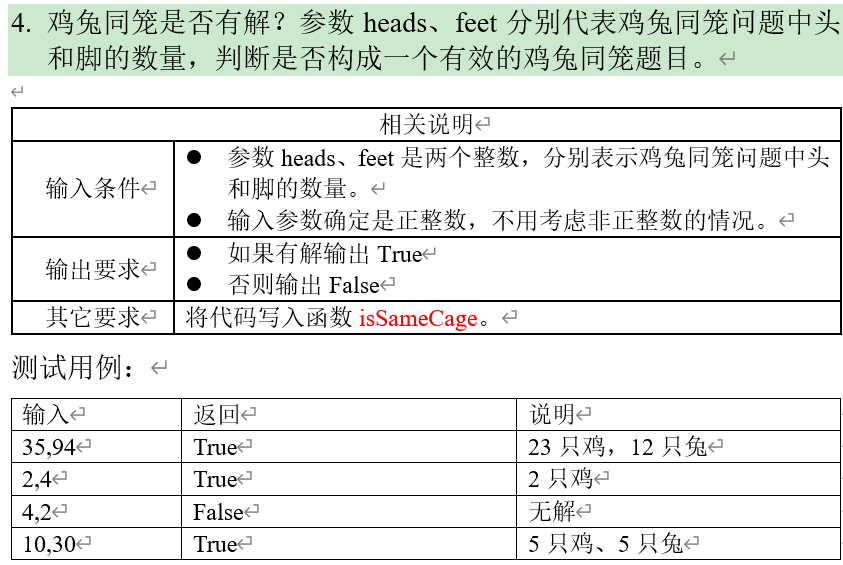 4. 鸡兔同笼是否有解？参数 heads、feet 分别代表鸡兔同笼问题中头
和脚的数量，判断是否构成一个有效的鸡兔同笼题目。
相关说明
输入条件
● 参数 heads、feet 是两个整数，分别表示鸡兔同笼问题中头
和脚的数量。
● 输入参数确定是正整数，不用考虑非正整数的情况。
输出要求
● 如果有解输出 True
● 否则输出 False
其它要求 将代码写入函数 isSameCage。
测试用例：
输入 返回 说明
35,94 True 23 只鸡，12 只兔
2,4 True 2 只鸡
4,2 False 无解
10,30 True 5 只鸡、5 只兔